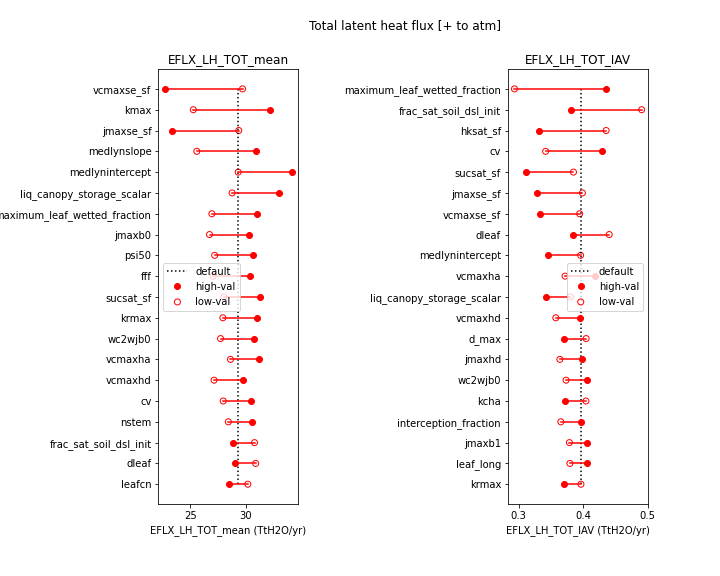 Total latent heat flux [+ to atm]
EFLX_LH_TOT_mean
vcmaxse_sf
kmax
jmaxse_sf
medlynslope
medlynintercept
liq_canopy_storage_scalar
maximum_leaf_wetted_fraction
jmaxb0
psi50
fff
sucsat_sf
krmax
wc2wjb0
vcmaxha
vcmaxhd
cv
nstem
frac_sat_soil_dsl_init
dleaf
leafcn
default
high-val
low-val
25 30
EFLX_LH_TOT_mean (TtH2O/yr)
EFLX_LH_TOT_IAV
maximum_leaf_wetted_fraction
frac_sat_soil_dsl_init
hksat_sf
cv
sucsat_sf
jmaxse_sf
vcmaxse_sf
dleaf
medlynintercept
vcmaxha
liq_canopy_storage_scalar
vcmaxhd
d_max
jmaxhd
wc2wjb0
kcha
interception_fraction
jmaxb1
leaf_long
krmax
default
high-val
low-val
0.3 0.4 0.5
EFLX_LH_TOT_IAV (TtH2O/yr)